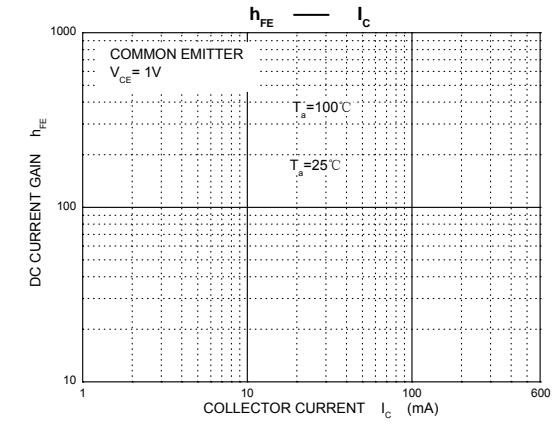 hFE —— IC
1000
COMMON EMITTER
VCE= 1V
Ta=100℃
Ta=25℃
DC CURRENT GAIN hFE
100
10
1 10 100 600
COLLECTOR CURRENT IC (mA)